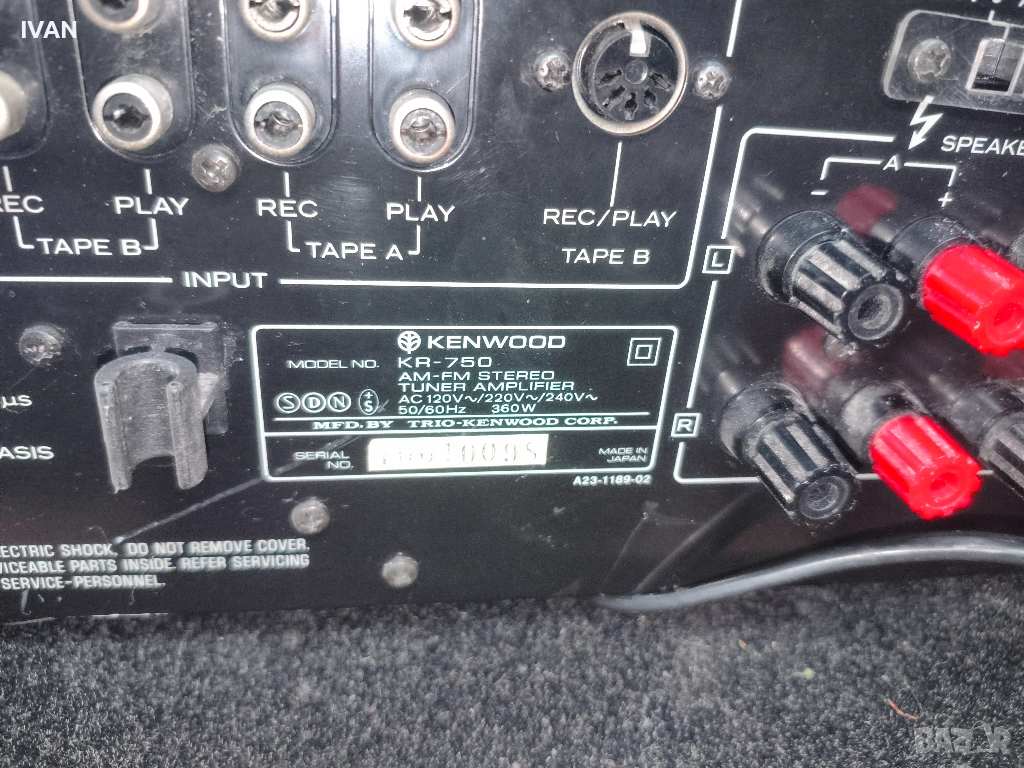 IVAN
REC PLAY REC PLAY REC/PLAY
TAPE B TAPE A TAPE B
INPUT
SPEAKE
- A +
L
R
KENWOOD
MODEL NO. KR-750
AM-FM STEREO
TUNER AMPLIFIER
AC 120V~/220V~/240V~
50/60Hz 360W
S D N +S
MFD. BY TRIO-KENWOOD CORP.
SERIAL NO.
MADE IN
JAPAN
A23-1189-02
µs
ASIS
ECTRIC SHOCK, DO NOT REMOVE COVER.
VICEABLE PARTS INSIDE. REFER SERVICING
SERVICE-PERSONNEL.
BAZAR